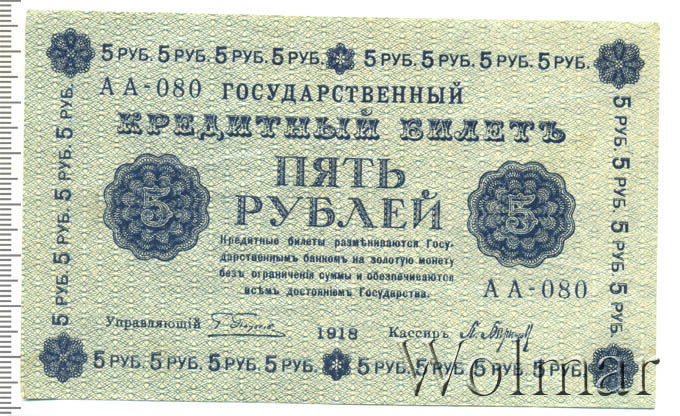 5 РУБ. 5 РУБ. 5 РУБ. 5 РУБ. 5 РУБ. 5 РУБ. 5 РУБ. 5 РУБ.
АА-080 ГОСУДАРСТВЕННЫЙ
КРЕДИТНЫЙ БИЛЕТЪ
ПЯТЬ
РУБЛЕЙ
5 5
Кредитные билеты размѣниваются Госу-
дарственнымъ банкомъ на золотую монету
безъ ограниченія суммы и обезпечиваются
всѣмъ достояніемъ Государства.
АА-080
Управляющій 1918 Кассиръ
5 РУБ. 5 РУБ. 5 РУБ. 5 РУБ. 5 РУБ. 5 РУБ. 5 РУБ. 5 РУБ.
5 РУБ. 5 РУБ. 5 РУБ. 5 РУБ.
5 РУБ. 5 РУБ. 5 РУБ. 5 РУБ.
Wolmar